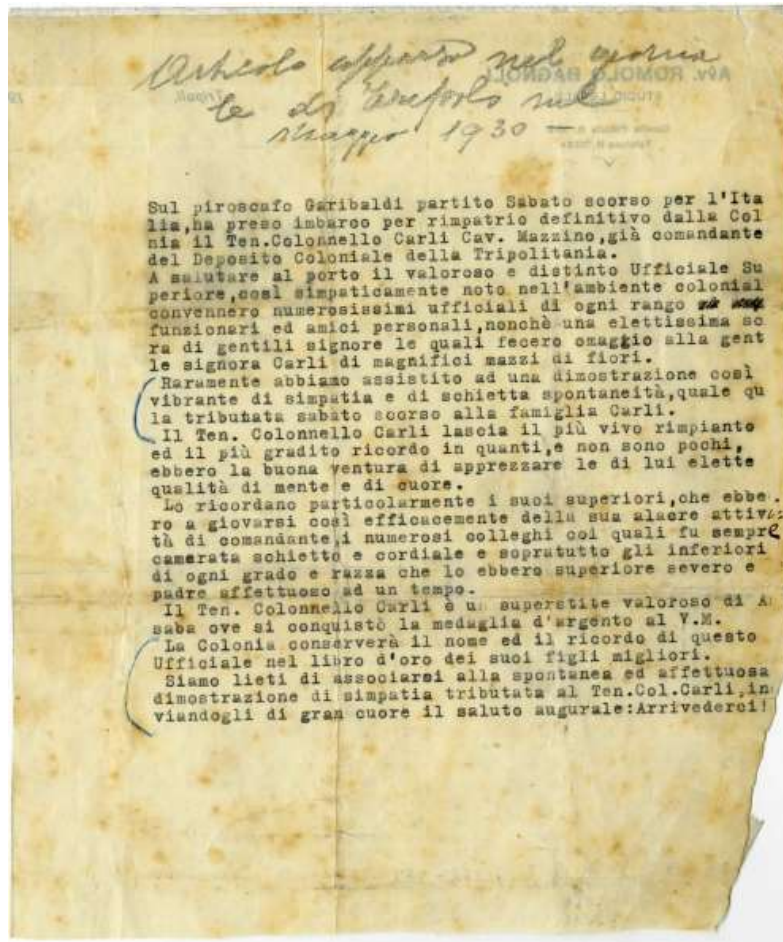 Articolo apparso nel giorna
le di Tripoli nel
Maggio 1930 —
Avv. ROMOLO BAGNOLI
STUDIO
Tripoli,
Sul piroscafo Garibaldi partito Sabato scorso per l'Ita
lia,ha preso imbarco per rimpatrio definitivo dalla Col
nia il Ten.Colonnello Carli Cav. Mazzino,già comandante
del Deposito Coloniale della Tripolitania.
A salutare al porto il valoroso e distinto Ufficiale Su
periore,così simpaticamente noto nell'ambiente colonial
convennero numerosissimi ufficiali di ogni rango
funzionari ed amici personali,nonchè una elettissima sc
ra di gentili signore le quali fecero omaggio alla gent
le signora Carli di magnifici mazzi di fiori.
Raramente abbiamo assistito ad una dimostrazione così
vibrante di simpatia e di schietta spontaneità,quale qu
la tributata sabato scorso alla famiglia Carli.
Il Ten. Colonnello Carli lascia il più vivo rimpianto
ed il più gradito ricordo in quanti,e non sono pochi,
ebbero la buona ventura di apprezzare le di lui elette
qualità di mente e di cuore.
Lo ricordano particolarmente i suoi superiori,che ebbe
ro a giovarsi così efficacemente della sua alacre attivi
tà di comandante,i numerosi colleghi coi quali fu sempre
camerata schietto e cordiale e sopratutto gli inferiori
di ogni grado e razza che lo ebbero superiore severo e
padre affettuoso ad un tempo.
Il Ten. Colonnello Carli è un superstite valoroso di A
saba ove si conquistò la medaglia d'argento al V.M.
La Colonia conserverà il nome ed il ricordo di questo
Ufficiale nel libro d'oro dei suoi figli migliori.
Siamo lieti di associarsi alla spontanea ed affettuosa
dimostrazione di simpatia tributata al Ten.Col.Carli,in
viandogli di gran cuore il saluto augurale:Arrivederci!